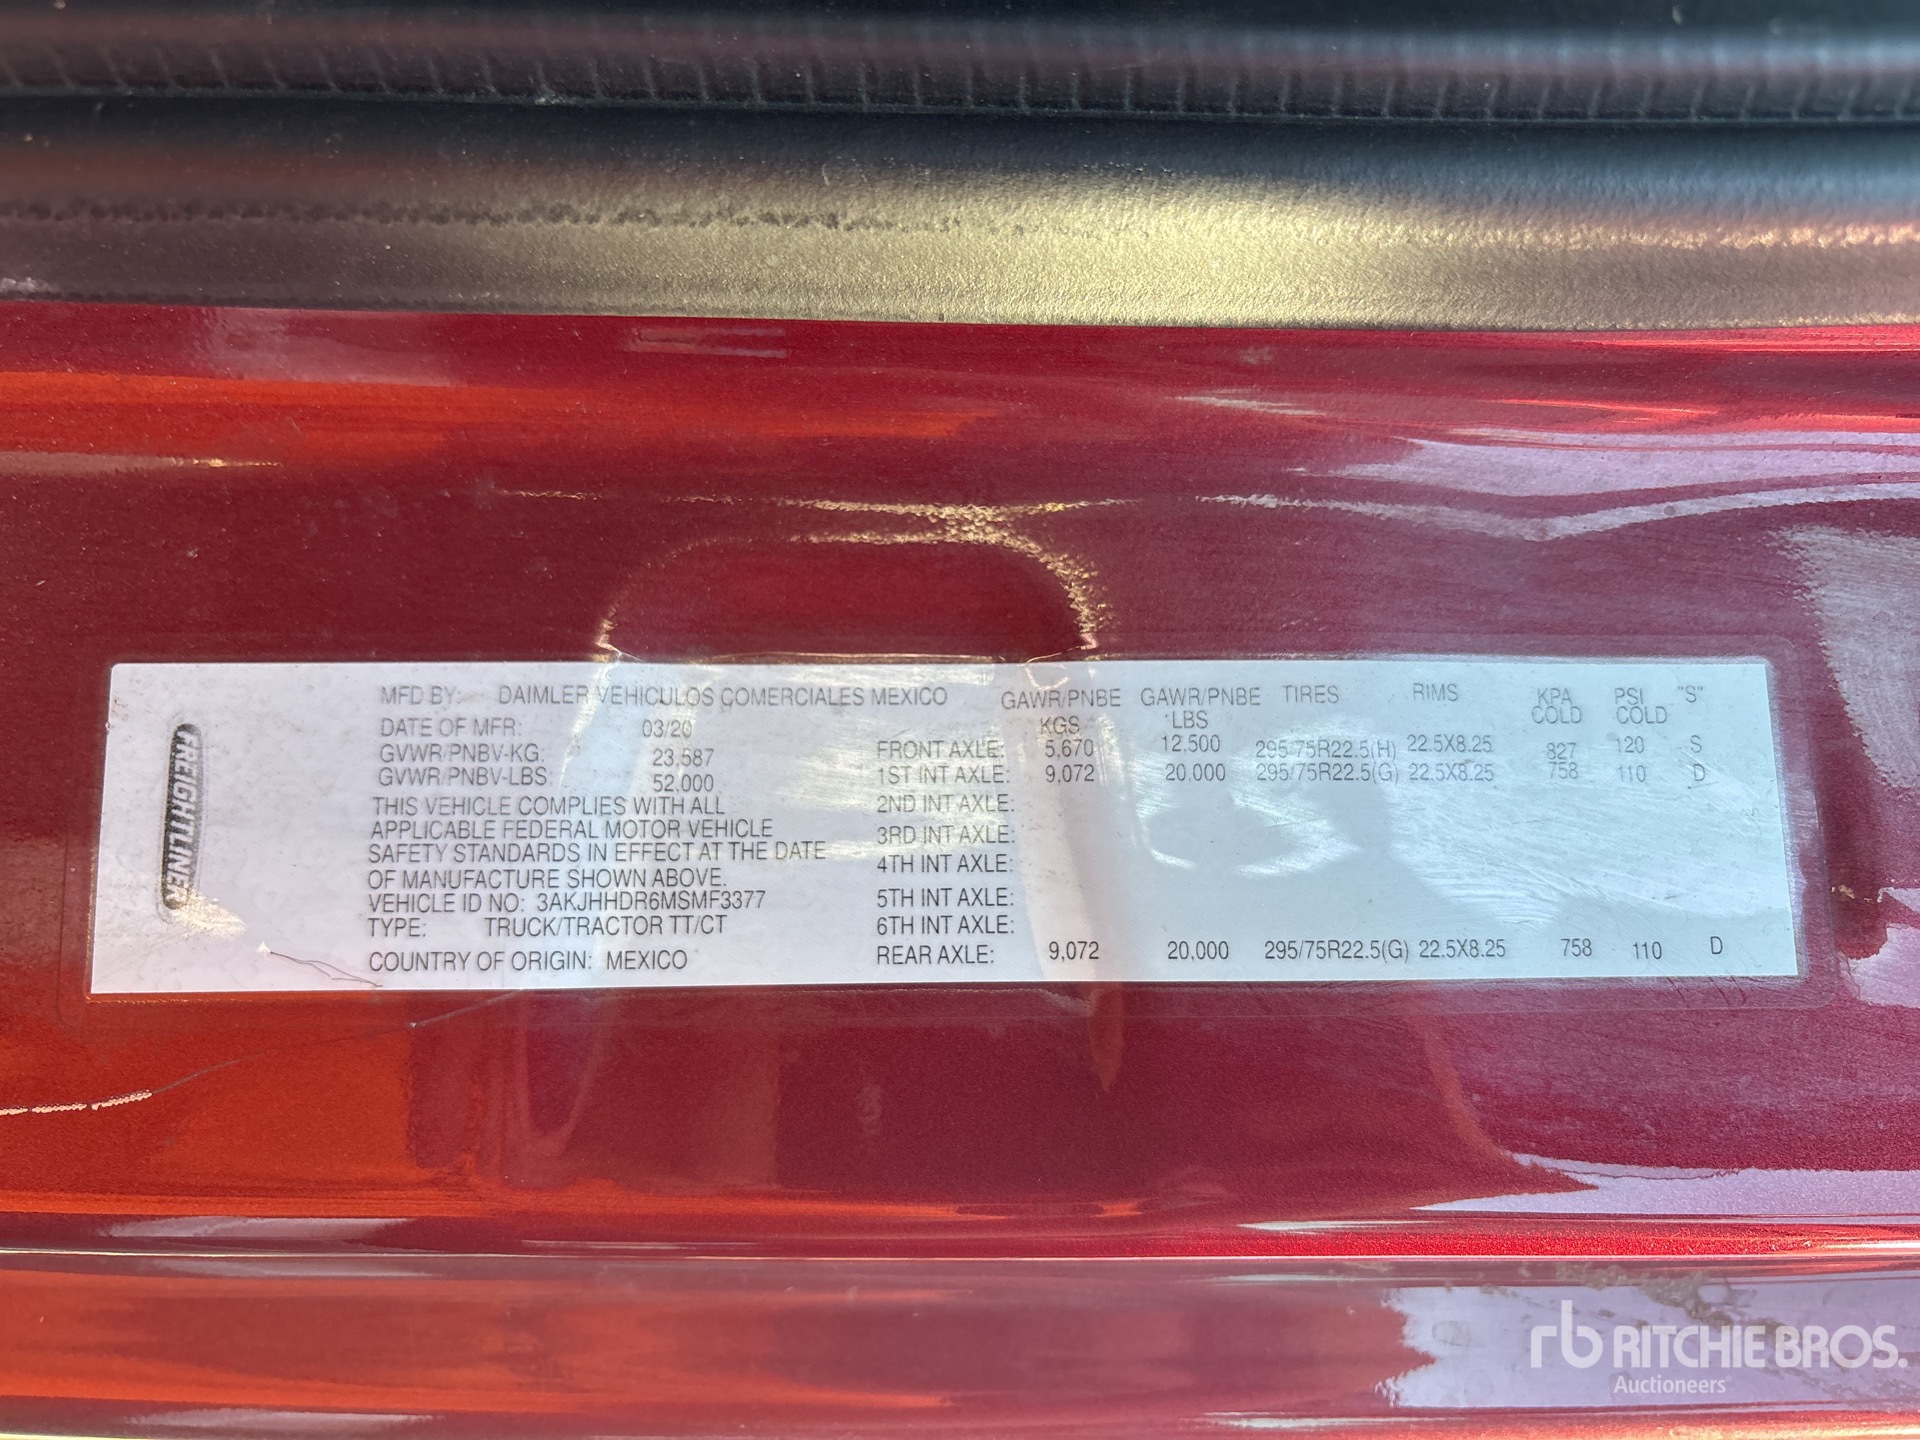 FREIGHTLINER
MFD BY: DAIMLER VEHICULOS COMERCIALES MEXICO
DATE OF MFR: 03/20
GVWR/PNBV-KG: 23,587
GVWR/PNBV-LBS: 52,000
THIS VEHICLE COMPLIES WITH ALL
APPLICABLE FEDERAL MOTOR VEHICLE
SAFETY STANDARDS IN EFFECT AT THE DATE
OF MANUFACTURE SHOWN ABOVE.
VEHICLE ID NO: 3AKJHHDR6MSMF3377
TYPE: TRUCK/TRACTOR TT/CT
COUNTRY OF ORIGIN: MEXICO
GAWR/PNBE GAWR/PNBE TIRES RIMS KPA PSI "S"
KGS LBS COLD COLD
FRONT AXLE: 5,670 12,500 295/75R22.5(H) 22.5X8.25 827 120 S
1ST INT AXLE: 9,072 20,000 295/75R22.5(G) 22.5X8.25 758 110 D
2ND INT AXLE:
3RD INT AXLE:
4TH INT AXLE:
5TH INT AXLE:
6TH INT AXLE:
REAR AXLE: 9,072 20,000 295/75R22.5(G) 22.5X8.25 758 110 D
rb RITCHIE BROS.
Auctioneers